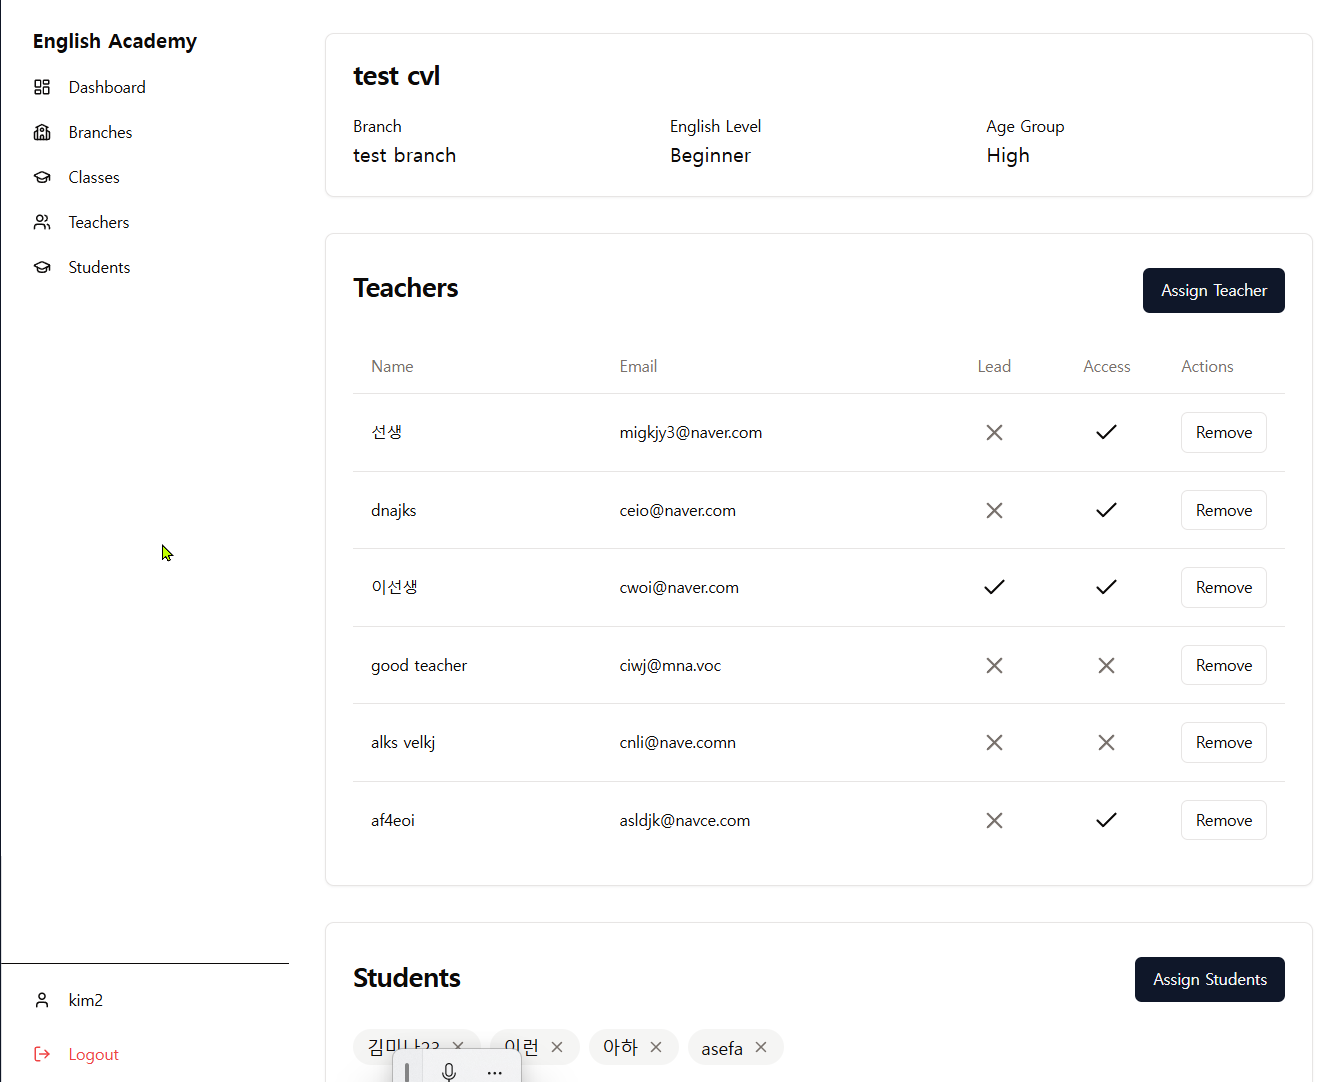 English Academy
Dashboard
Branches
Classes
Teachers
Students
kim2
Logout
test cvl
Branch English Level Age Group
test branch Beginner High
Teachers Assign Teacher
Name Email Lead Access Actions
선생 migkjy3@naver.com Remove
dnajks ceio@naver.com Remove
이선생 cwoi@naver.com Remove
good teacher ciwj@mna.voc Remove
alks velkj cnli@nave.comn Remove
af4eoi asldjk@navce.com Remove
Students Assign Students
이런 아하 asefa